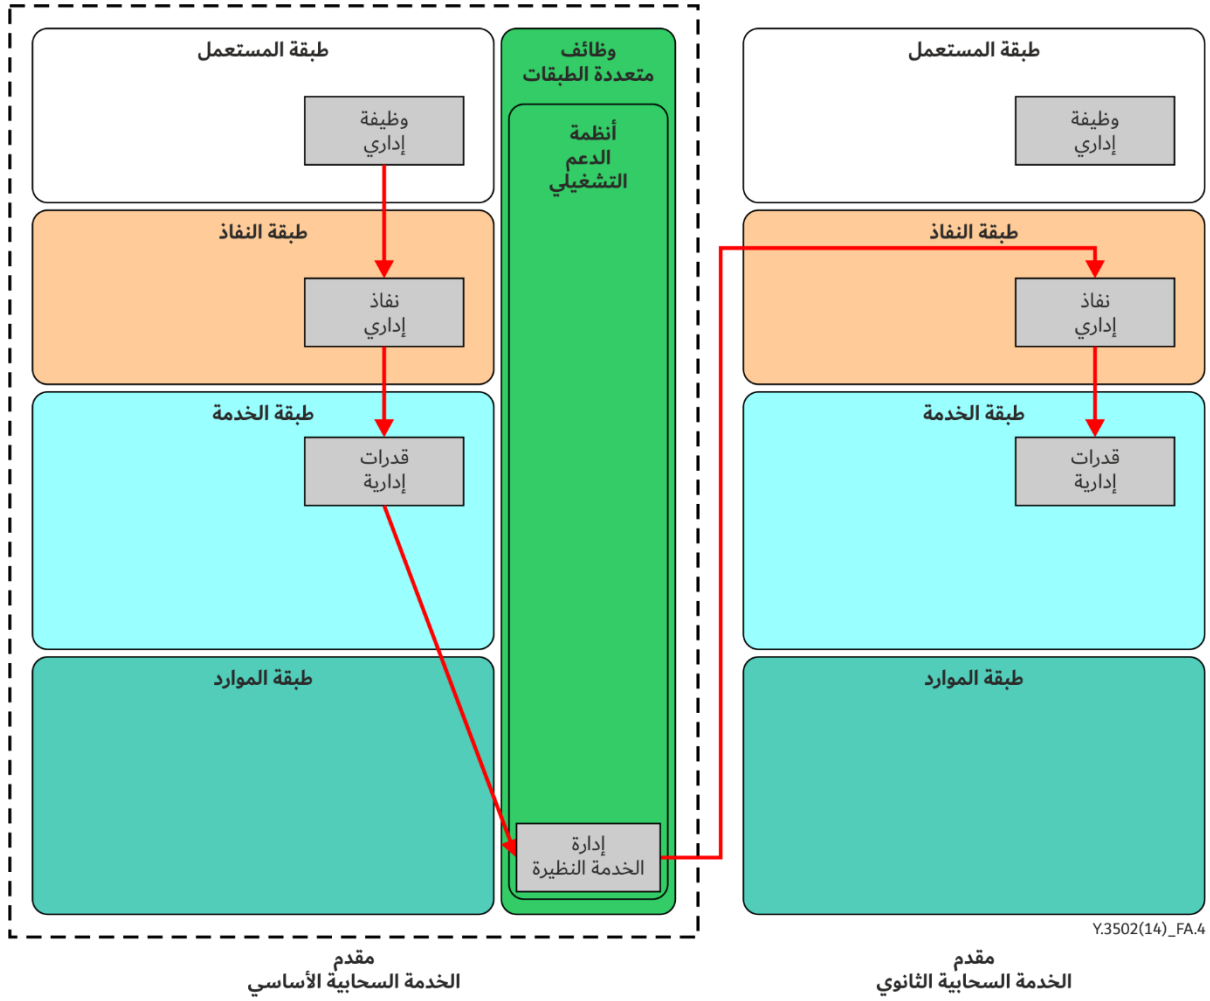 طبقة المستعمل
وظيفة
إداري
طبقة النفاذ
نفاذ
إداري
طبقة الخدمة
قدرات
إدارية
طبقة الموارد
وظائف
متعددة الطبقات
أنظمة
الدعم
التشغيلي
إدارة
الخدمة النظيرة
مقدم
الخدمة السحابية الأساسي
طبقة المستعمل
وظيفة
إداري
طبقة النفاذ
نفاذ
إداري
طبقة الخدمة
قدرات
إدارية
طبقة الموارد
Y.3502(14)_FA.4
مقدم
الخدمة السحابية الثانوي